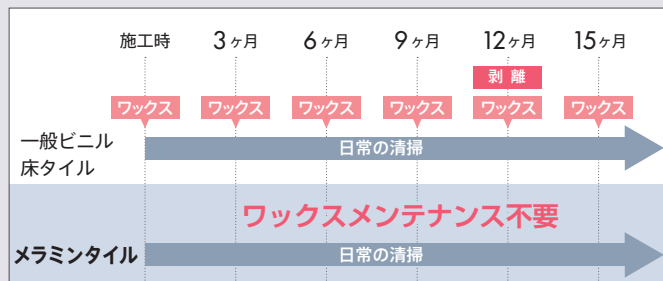 施工時 3ヶ月 6ヶ月 9ヶ月 12ヶ月 15ヶ月
剥離
ワックス ワックス ワックス ワックス ワックス ワックス
一般ビニル
床タイル
日常の清掃
ワックスメンテナンス不要
メラミンタイル 日常の清掃